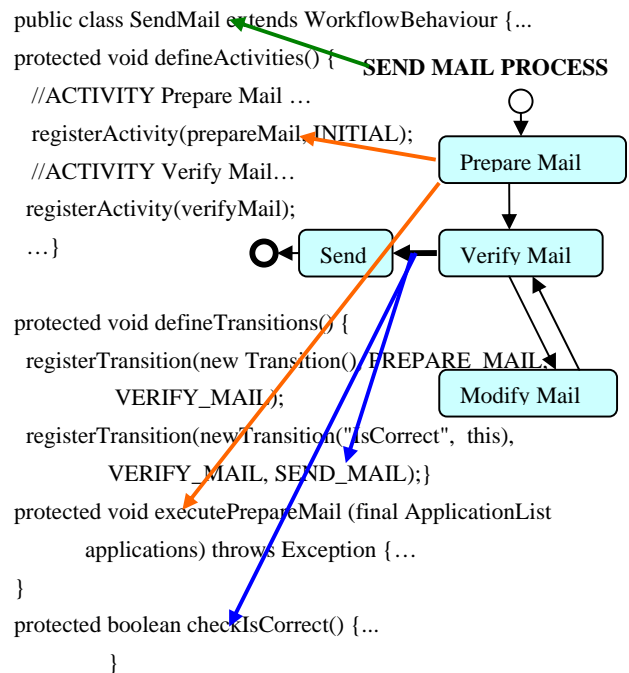 public class SendMail extends WorkflowBehaviour {...
protected void defineActivities() {
SEND MAIL PROCESS
//ACTIVITY Prepare Mail …
registerActivity(prepareMail, INITIAL);
Prepare Mail
//ACTIVITY Verify Mail…
registerActivity(verifyMail);
…}
Send
Verify Mail
protected void defineTransitions() {
registerTransition(new Transition(), PREPARE_MAIL,
VERIFY_MAIL);
Modify Mail
registerTransition(newTransition("IsCorrect", this),
VERIFY_MAIL, SEND_MAIL);}
protected void executePrepareMail (final ApplicationList
applications) throws Exception {…
}
protected boolean checkIsCorrect() {...
}